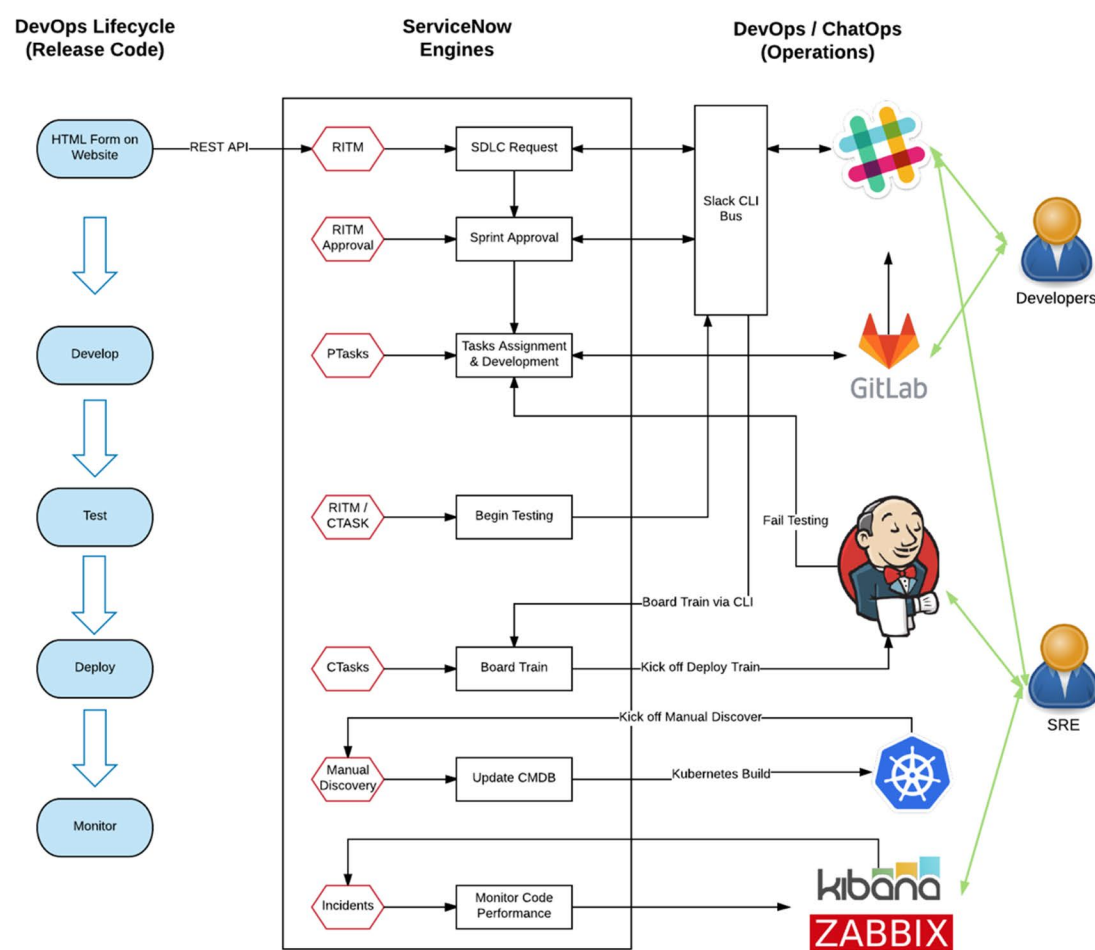 DevOps Lifecycle
(Release Code)
ServiceNow
Engines
DevOps / ChatOps
(Operations)
HTML Form on
Website
REST API
RITM
SDLC Request
Slack CLI
Bus
RITM
Approval
Sprint Approval
Developers
Develop
PTasks
Tasks Assignment
& Development
GitLab
Test
RITM /
CTASK
Begin Testing
Fail Testing
Board Train via CLI
Deploy
CTasks
Board Train
Kick off Deploy Train
SRE
Kick off Manual Discover
Manual
Discovery
Update CMDB
Kubernetes Build
Monitor
Incidents
Monitor Code
Performance
kibana
ZABBIX